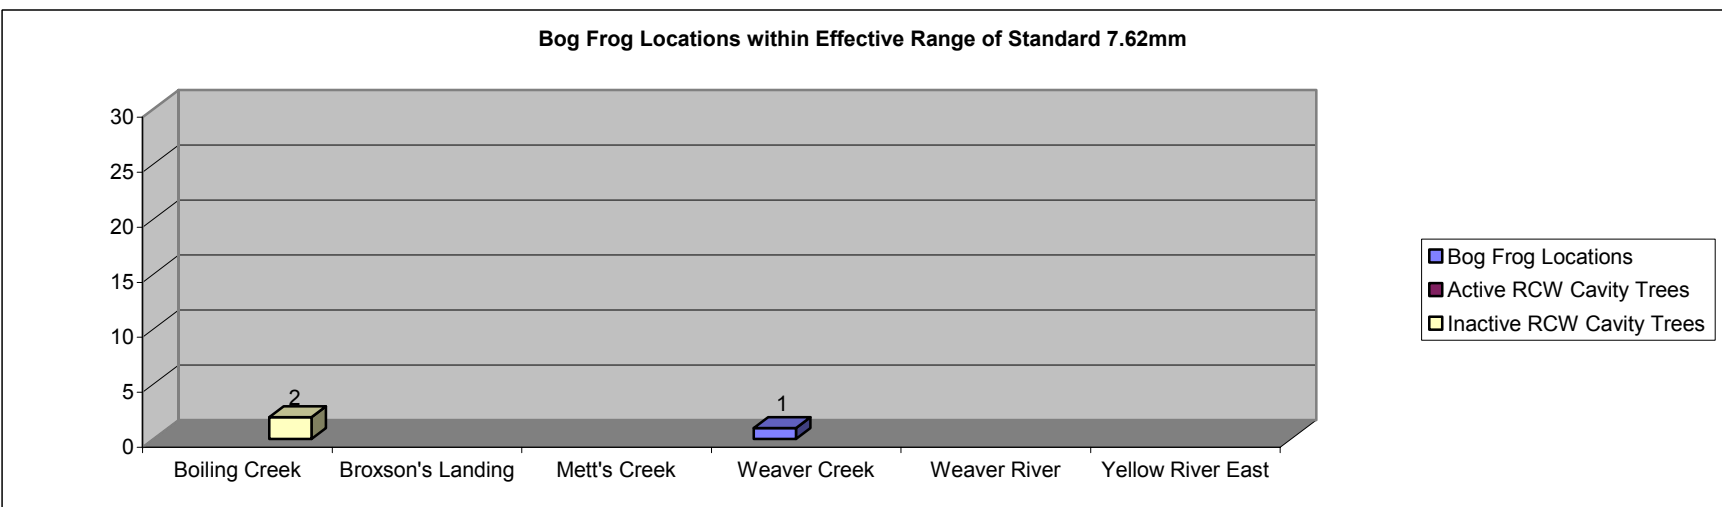 Bog Frog Locations within Effective Range of Standard 7.62mm
30
25
20
15
10
5
0
2
1
Boiling Creek Broxson's Landing Mett's Creek Weaver Creek Weaver River Yellow River East
Bog Frog Locations
Active RCW Cavity Trees
Inactive RCW Cavity Trees